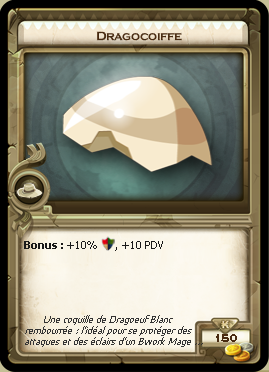 Dragocoiffe
Bonus : +10% , +10 PDV
Une coquille de Dragoeuf Blanc
rembourrée : l'idéal pour se protéger des
attaques et des éclairs d'un Bwork Mage
K
150